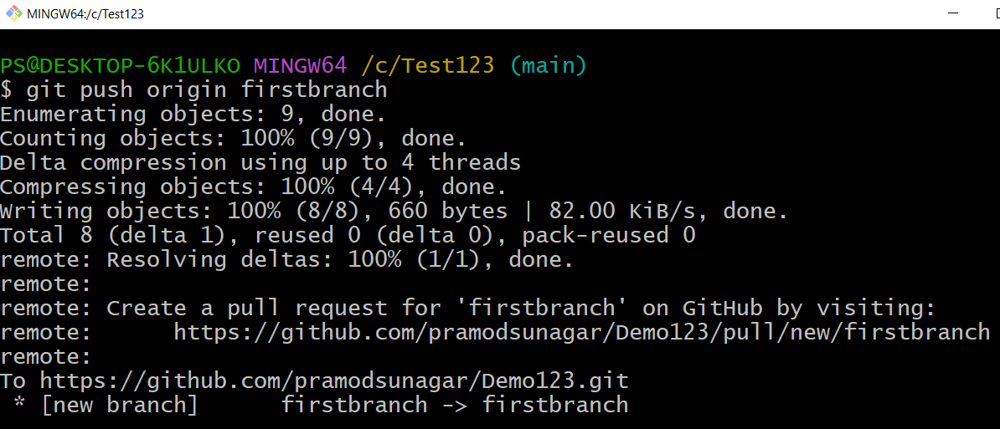 MINGW64:/c/Test123
PS@DESKTOP-6K1ULKO MINGW64 /c/Test123 (main)
$ git push origin firstbranch
Enumerating objects: 9, done.
Counting objects: 100% (9/9), done.
Delta compression using up to 4 threads
Compressing objects: 100% (4/4), done.
Writing objects: 100% (8/8), 660 bytes | 82.00 KiB/s, done.
Total 8 (delta 1), reused 0 (delta 0), pack-reused 0
remote: Resolving deltas: 100% (1/1), done.
remote:
remote: Create a pull request for 'firstbranch' on GitHub by visiting:
remote:      https://github.com/pramodsunagar/Demo123/pull/new/firstbranch
remote:
To https://github.com/pramodsunagar/Demo123.git
 * [new branch]      firstbranch -> firstbranch